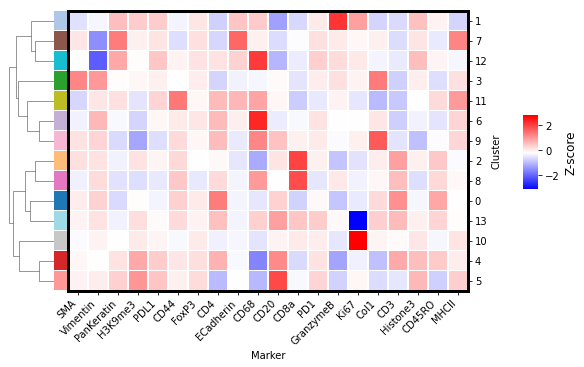 1
7
12
3
11
6
9
2
8
0
13
10
4
5
Cluster
SMA
Vimentin
PanKeratin
H3K9me3
PDL1
CD44
FoxP3
CD4
ECadherin
CD68
CD20
CD8a
PD1
GranzymeB
Ki67
Col1
CD3
Histone3
CD45RO
MHCII
Marker
2
0
−2
Z-score